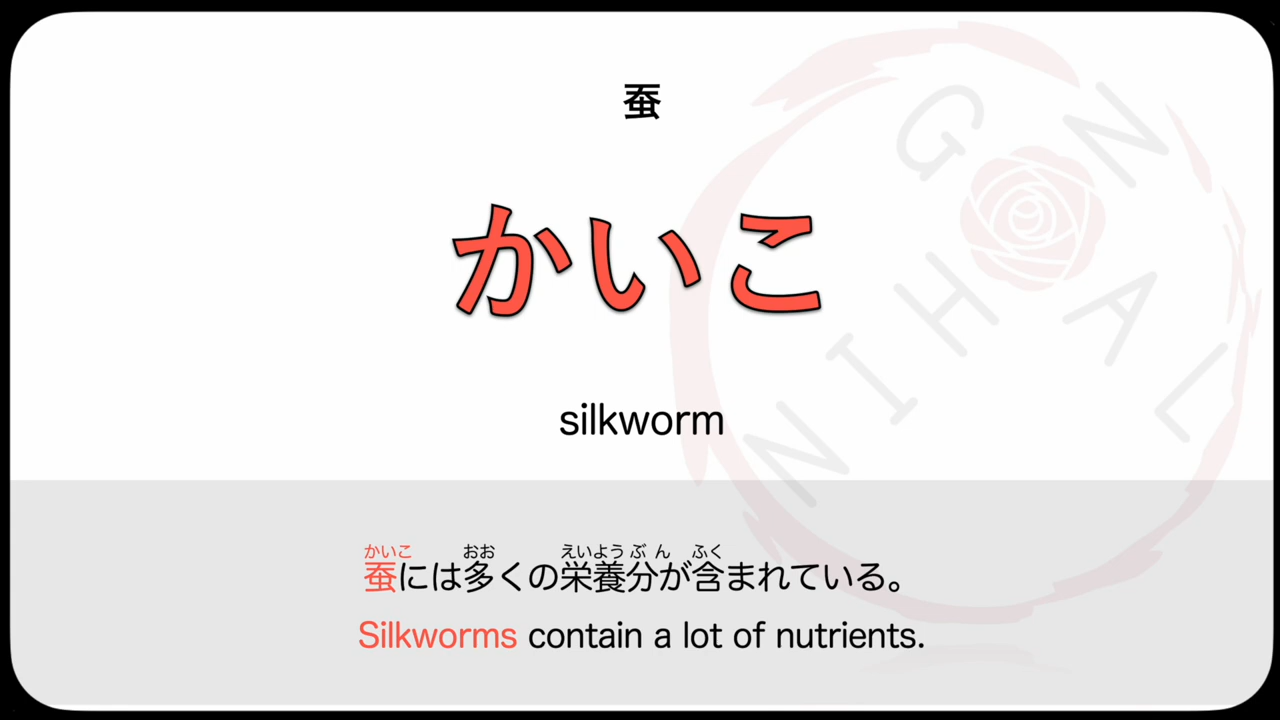 蚕
かいこ
silkworm
かいこ おお えいようぶん ふく
蚕には多くの栄養分が含まれている。
Silkworms contain a lot of nutrients.
NIHON
GALN